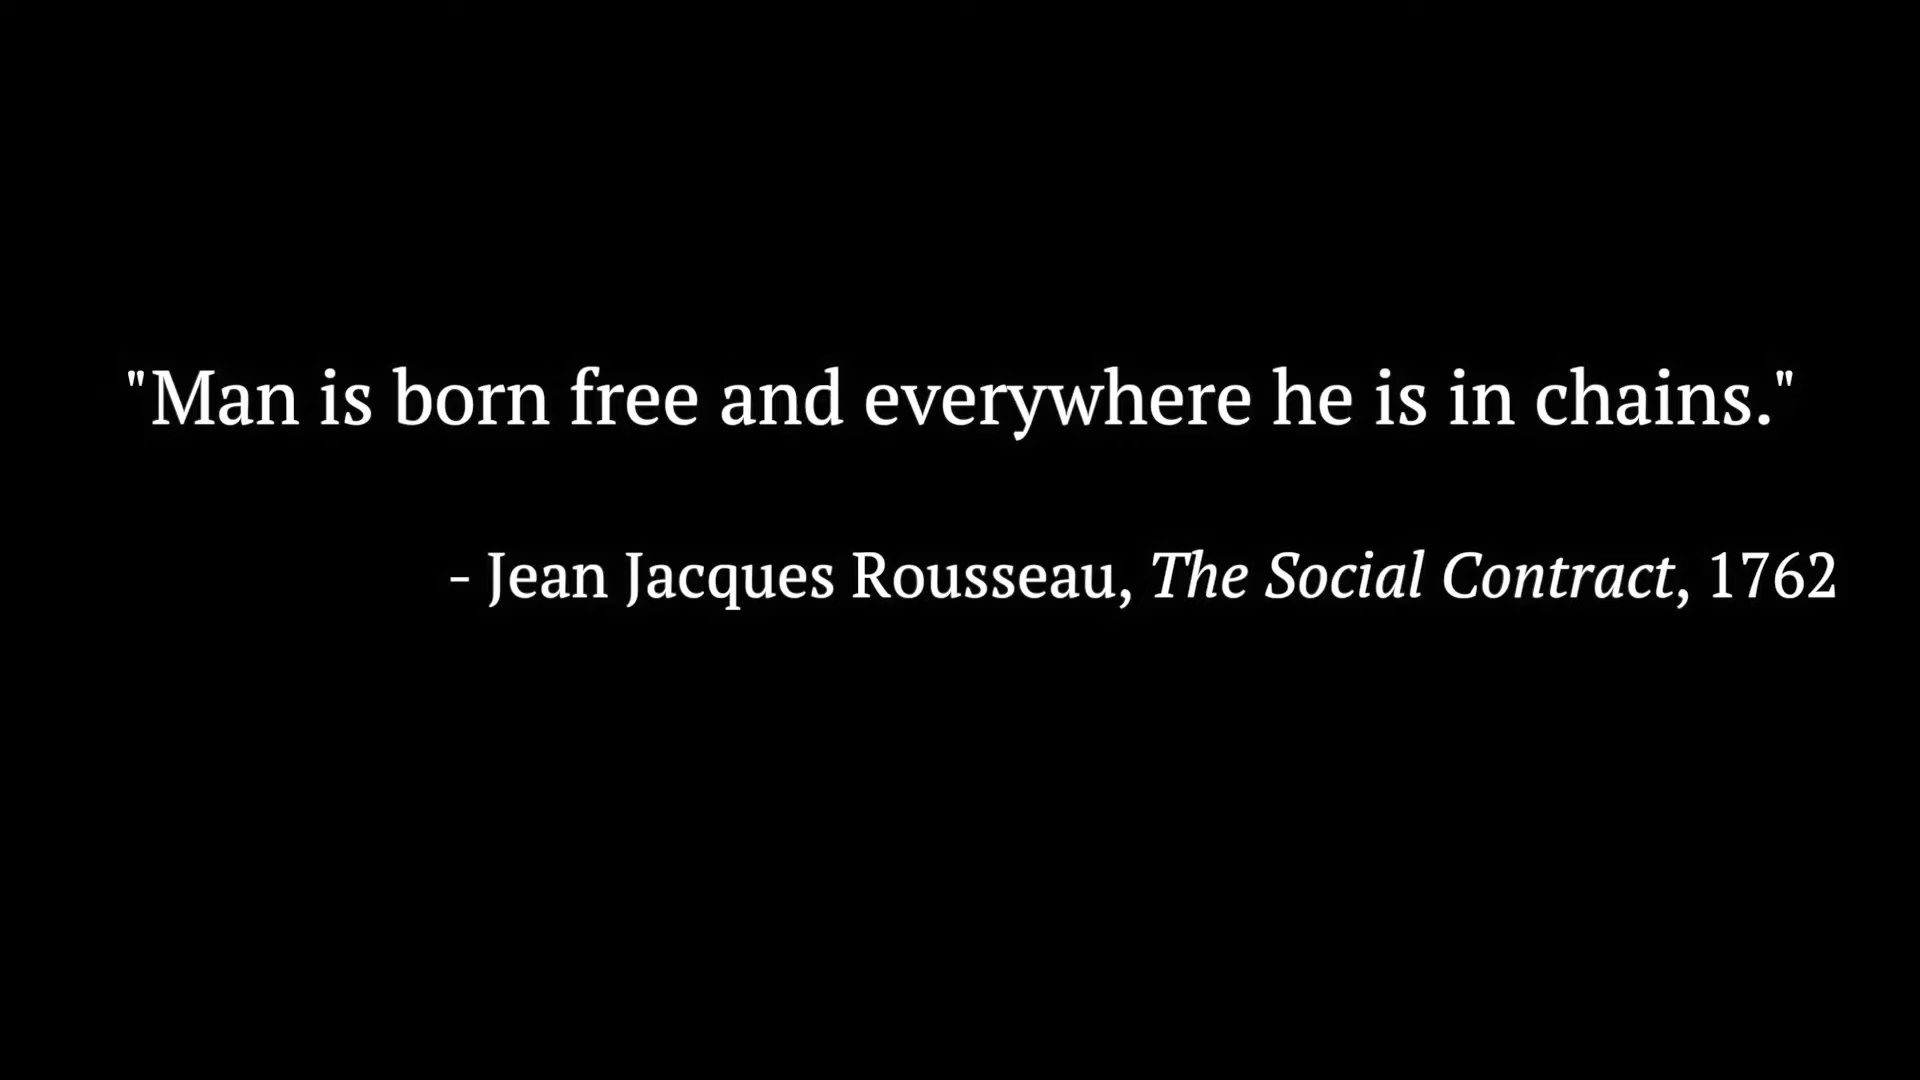 "Man is born free and everywhere he is in chains."
- Jean Jacques Rousseau, The Social Contract, 1762